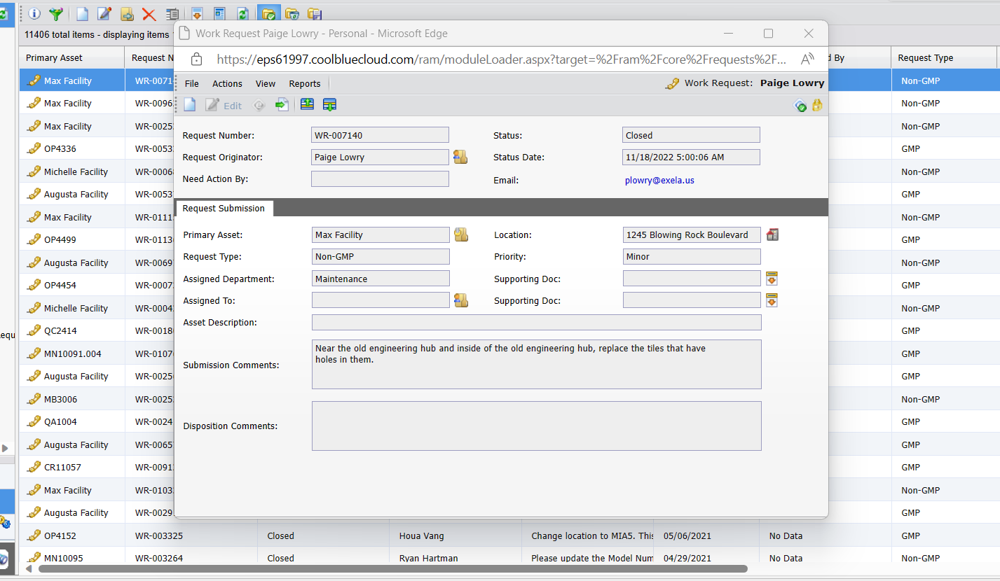 11406 total items - displaying items
Primary Asset
Request N
d By
Request Type
Max Facility WR-00714 Non-GMP
Max Facility WR-0096 Non-GMP
Max Facility WR-0025 Non-GMP
OP4336 WR-0053 GMP
Michelle Facility WR-0006 Non-GMP
Augusta Facility WR-0053 GMP
Max Facility WR-0111 Non-GMP
OP4499 WR-0113 GMP
Augusta Facility WR-0069 Non-GMP
OP4454 WR-0007 GMP
Michelle Facility WR-0004 Non-GMP
QC2414 WR-0018 GMP
MN10091.004 WR-0107 GMP
Augusta Facility WR-0025 GMP
MB3006 WR-0025 Non-GMP
QA1004 WR-0024 GMP
Augusta Facility WR-0065 GMP
CR11057 WR-0091 GMP
Max Facility WR-0103 Non-GMP
Augusta Facility WR-0029 GMP
OP4152 WR-003325 Closed Houa Vang Change location to MIA5. This 05/06/2021 No Data GMP
MN10095 WR-003264 Closed Ryan Hartman Please update the Model Num 04/29/2021 No Data Non-GMP
equ
Work Request Paige Lowry - Personal - Microsoft Edge
https://eps61997.coolbluecloud.com/ram/moduleLoader.aspx?target=%2Fram%2Fcore%2Frequests%2F...
File Actions View Reports
Work Request: Paige Lowry
Edit
Request Number: WR-007140 Status: Closed
Request Originator: Paige Lowry Status Date: 11/18/2022 5:00:06 AM
Need Action By: Email: plowry@exela.us
Request Submission
Primary Asset: Max Facility Location: 1245 Blowing Rock Boulevard
Request Type: Non-GMP Priority: Minor
Assigned Department: Maintenance Supporting Doc:
Assigned To: Supporting Doc:
Asset Description:
Submission Comments:
Near the old engineering hub and inside of the old engineering hub, replace the tiles that have
holes in them.
Disposition Comments: